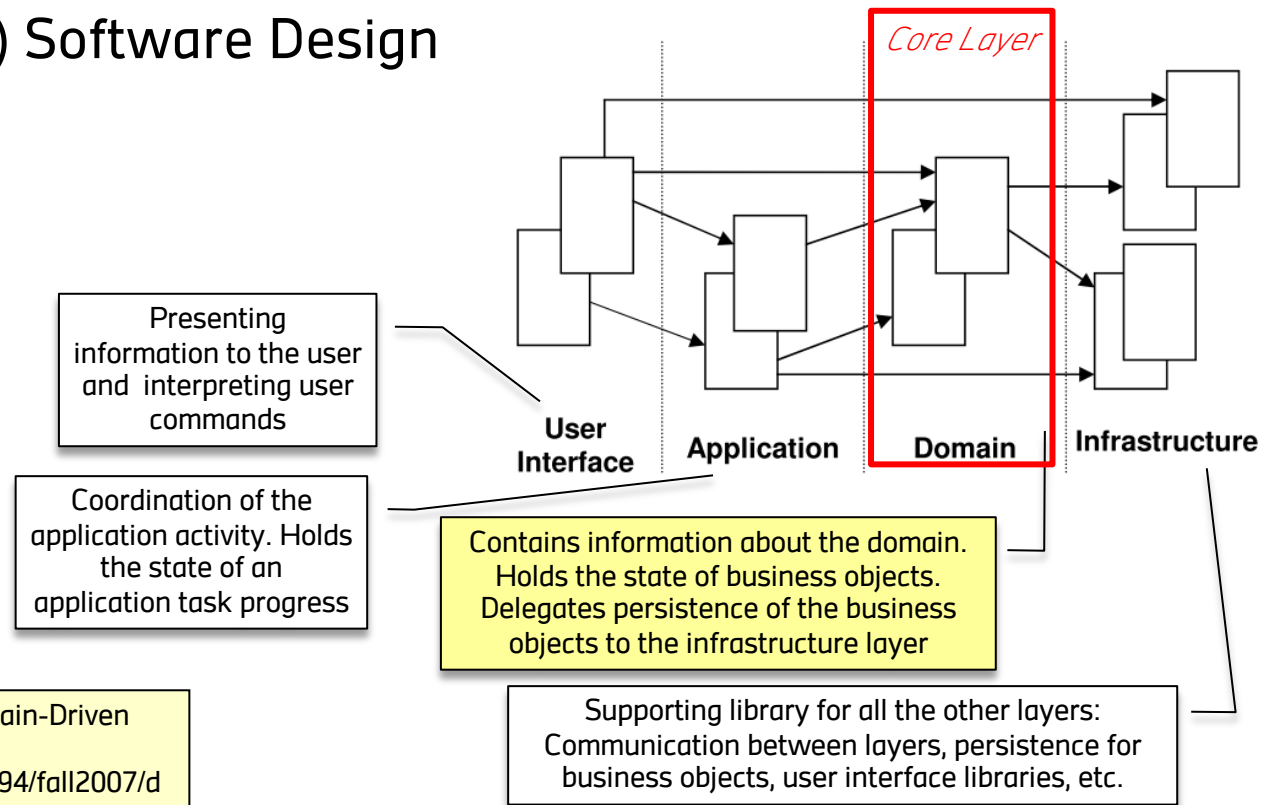 ) Software Design
Core Layer
Presenting
information to the user
and interpreting user
commands
User
Interface
Application
Domain
Infrastructure
Coordination of the
application activity. Holds
the state of an
application task progress
Contains information about the domain.
Holds the state of business objects.
Delegates persistence of the business
objects to the infrastructure layer
ain-Driven
94/fall2007/d
Supporting library for all the other layers:
Communication between layers, persistence for
business objects, user interface libraries, etc.